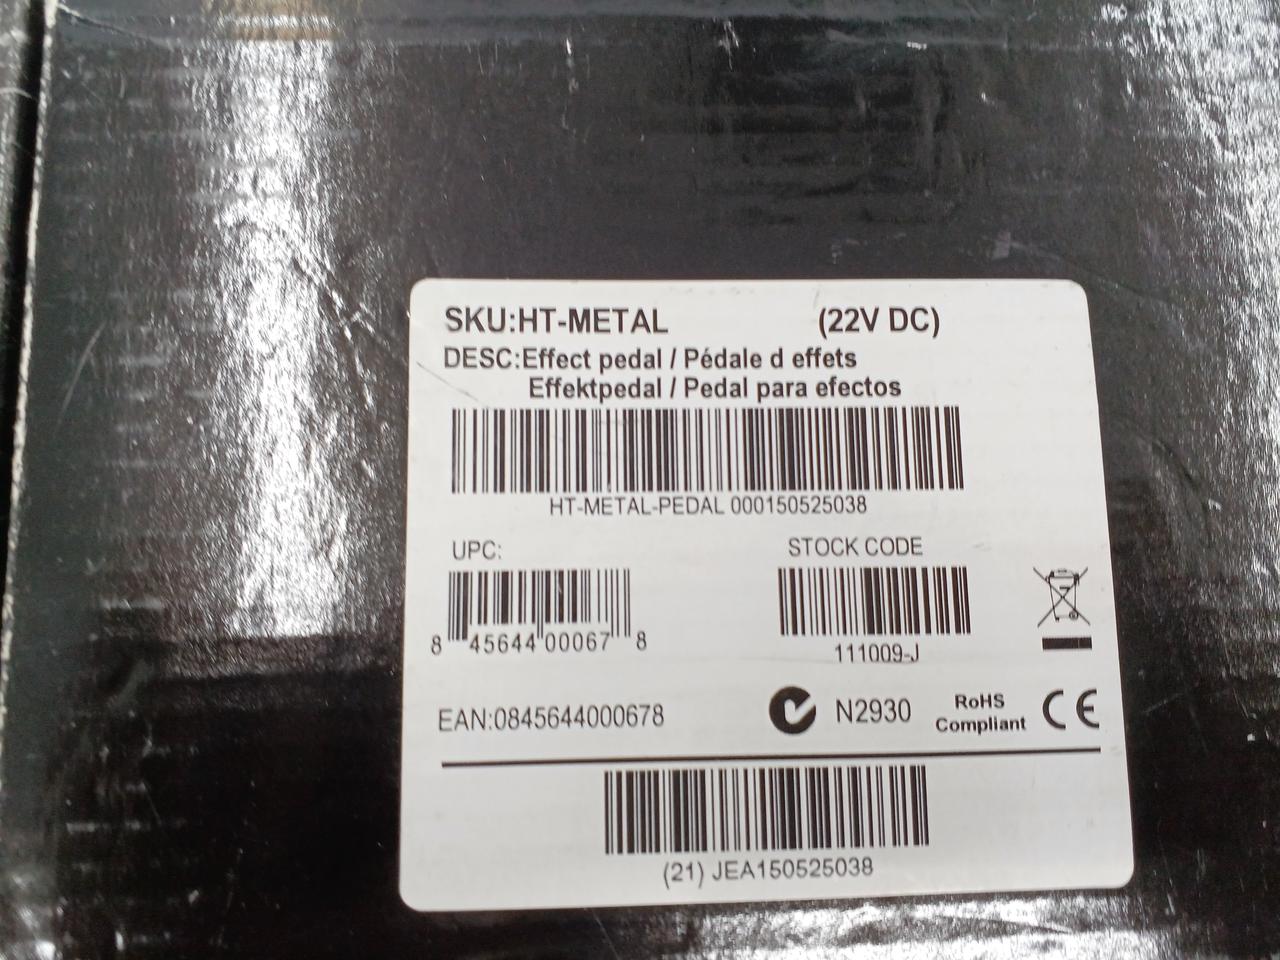 SKU:HT-METAL (22V DC)
DESC:Effect pedal / Pédale d effets
Effektpedal / Pedal para efectos
HT-METAL-PEDAL 000150525038
UPC: STOCK CODE
8 45644 00067 8
111009-J
EAN:0845644000678 N2930 RoHS
Compliant CE
(21) JEA150525038